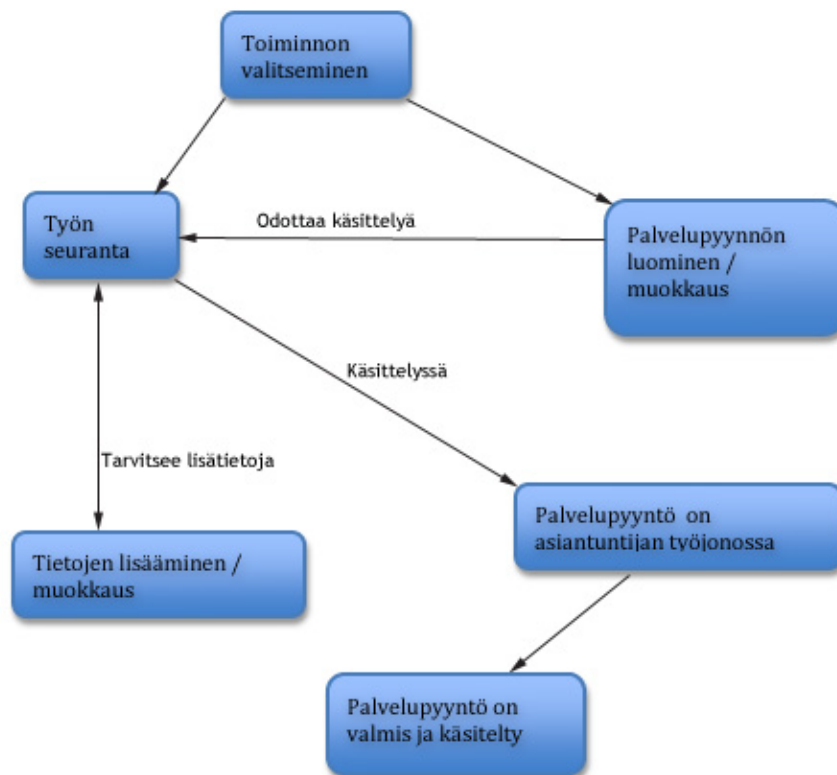 Toiminnon
valitseminen
Työn
seuranta
Odottaa käsittelyä
Palvelupyynnön
luominen /
muokkaus
Käsittelyssä
Tarvitsee lisätietoja
Palvelupyyntö on
asiantuntijan työjonossa
Tietojen lisääminen /
muokkaus
Palvelupyyntö on
valmis ja käsitelty